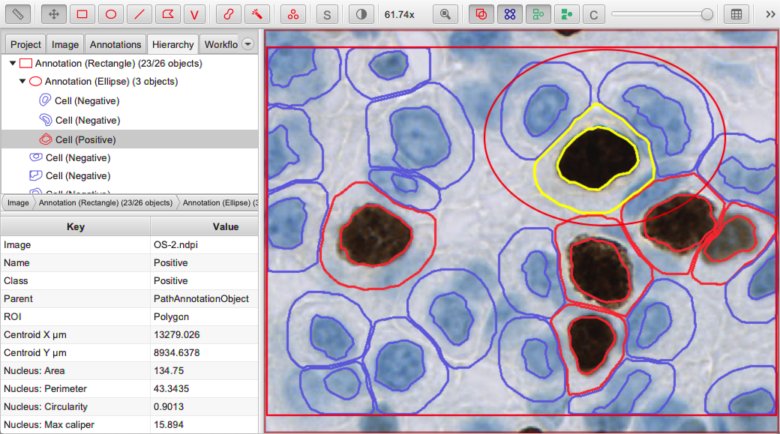 S 61.74x C »
Project Image Annotations Hierarchy Workflo
Annotation (Rectangle) (23/26 objects)
Annotation (Ellipse) (3 objects)
Cell (Negative)
Cell (Negative)
Cell (Positive)
Cell (Negative)
Cell (Negative)
Cell (Negative)
Image Annotation (Rectangle) (23/26 objects) Annotation (Ellipse) (3
Key Value
Image OS-2.ndpi
Name Positive
Class Positive
Parent PathAnnotationObject
ROI Polygon
Centroid X µm 13279.026
Centroid Y µm 8934.6378
Nucleus: Area 134.75
Nucleus: Perimeter 43.3435
Nucleus: Circularity 0.9013
Nucleus: Max caliper 15.894